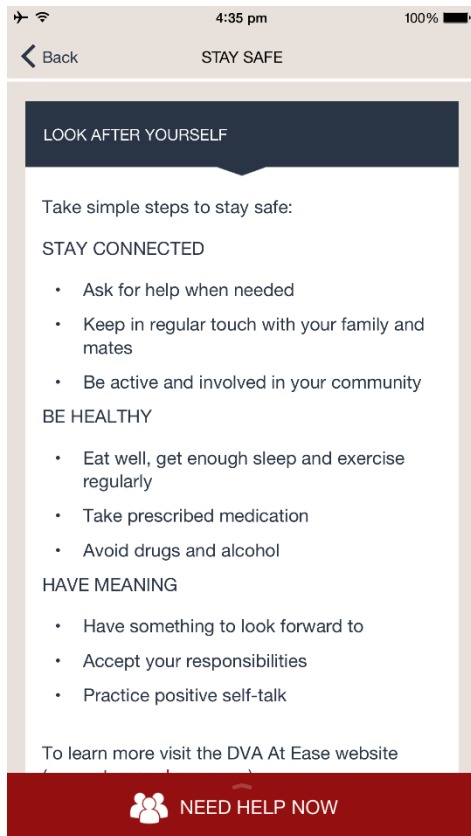 4:35 pm
100%
Back
STAY SAFE
LOOK AFTER YOURSELF
Take simple steps to stay safe:
STAY CONNECTED
• Ask for help when needed
• Keep in regular touch with your family and
mates
• Be active and involved in your community
BE HEALTHY
• Eat well, get enough sleep and exercise
regularly
• Take prescribed medication
• Avoid drugs and alcohol
HAVE MEANING
• Have something to look forward to
• Accept your responsibilities
• Practice positive self-talk
To learn more visit the DVA At Ease website
NEED HELP NOW